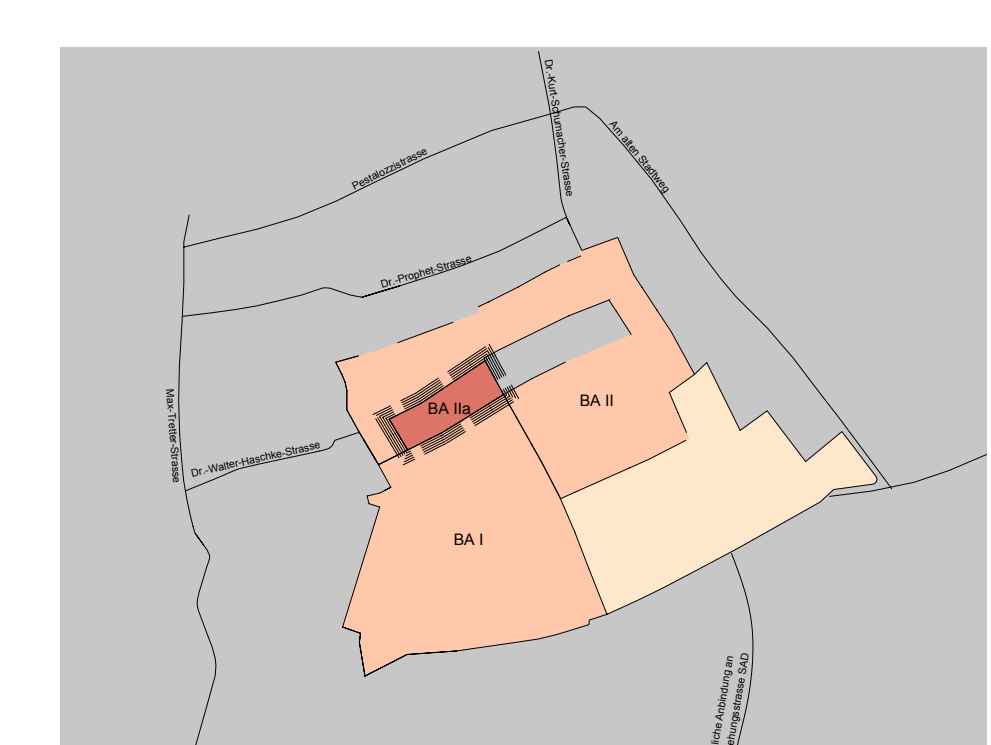 Dr.-Kurt-Schumacher-Strasse
Am alten Stadtweg
Pestalozzistrasse
Dr.-Prophet-Strasse
Max-Tretter-Strasse
BA IIa
BA II
Dr.-Walter-Haschke-Strasse
BA I
liche Anbindung an
ehungsstrasse SAD